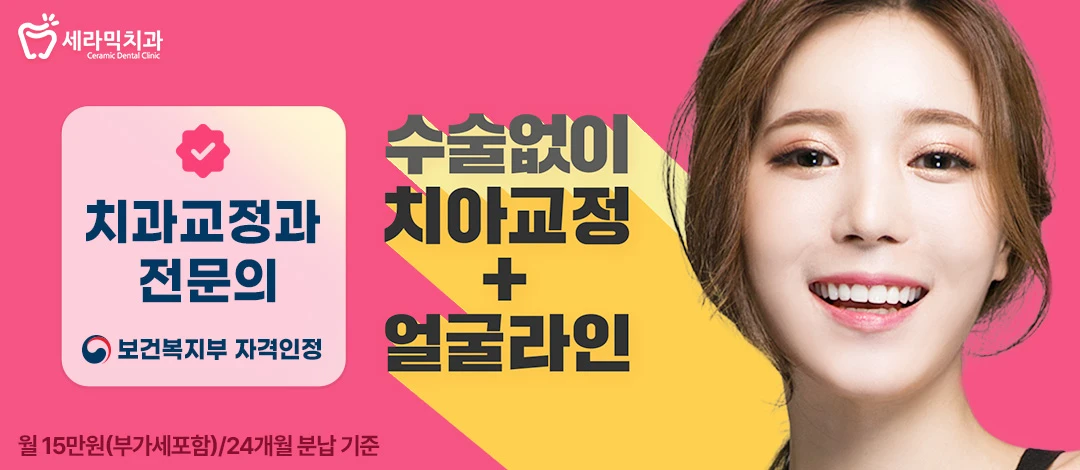 세라믹치과
Ceramic Dental Clinic
치과교정과
전문의
보건복지부 자격인정
수술없이
치아교정
+
얼굴라인
월 15만원(부가세포함)/24개월 분납 기준